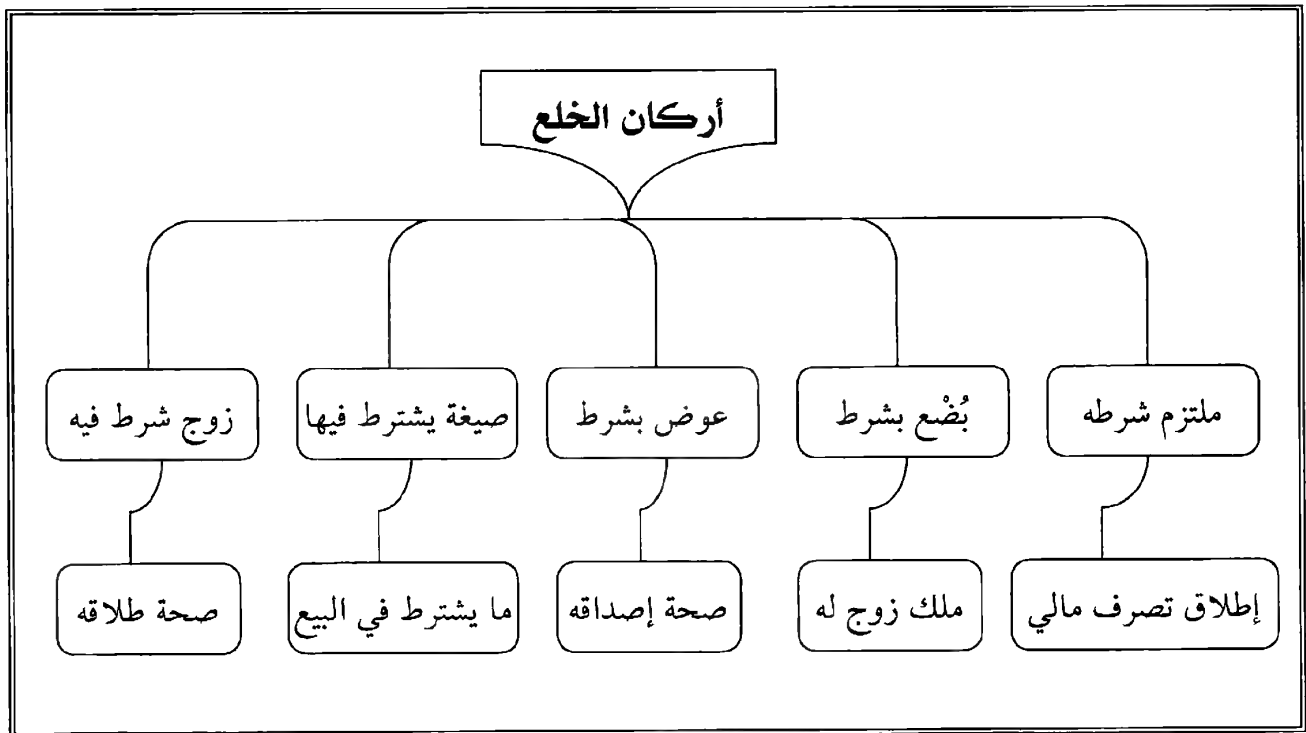 أركان الخلع
ملتزم شرطه
بُضْع بشرط
عوض بشرط
صيغة يشترط فيها
زوج شرط فيه
إطلاق تصرف مالي
ملك زوج له
صحة إصداقه
ما يشترط في البيع
صحة طلاقه